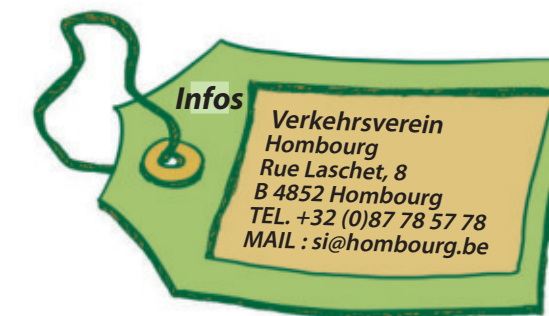 Infos
Verkehrsverein
Hombourg
Rue Laschet, 8
B 4852 Hombourg
TEL. +32 (0)87 78 57 78
MAIL : si@hombourg.be